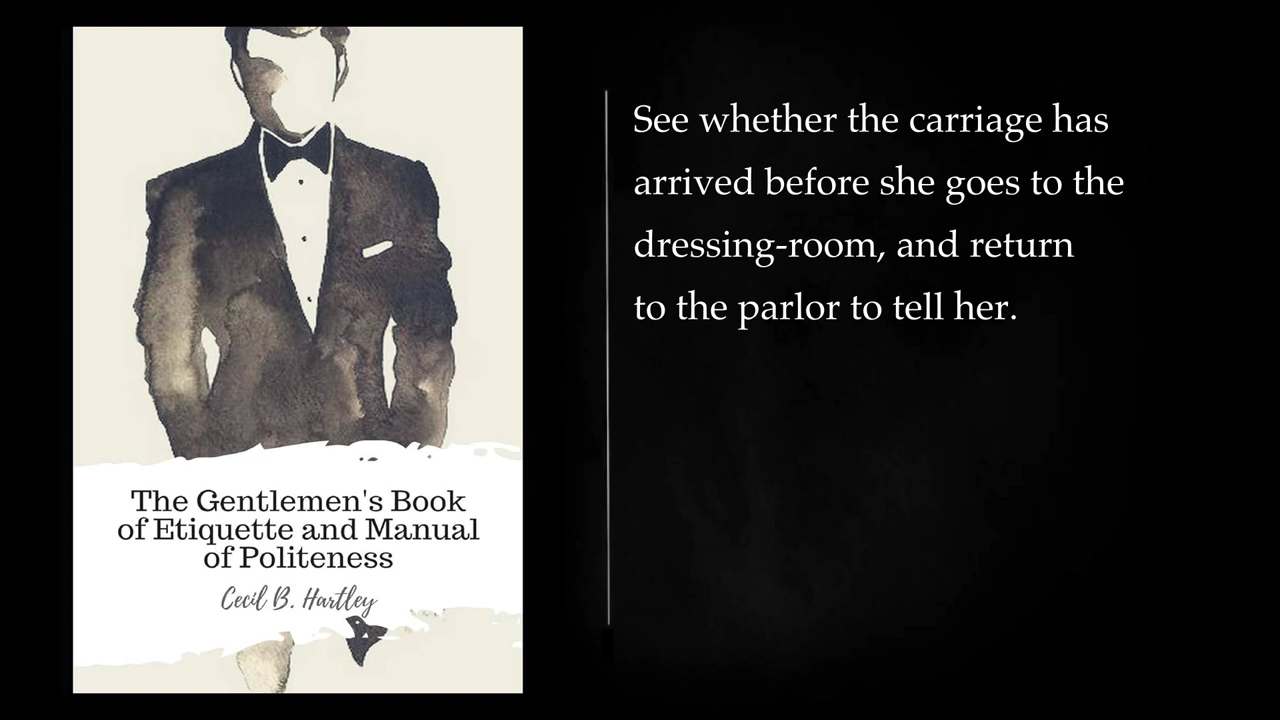 The Gentlemen's Book
of Etiquette and Manual
of Politeness
Cecil B. Hartley
See whether the carriage has
arrived before she goes to the
dressing-room, and return
to the parlor to tell her.